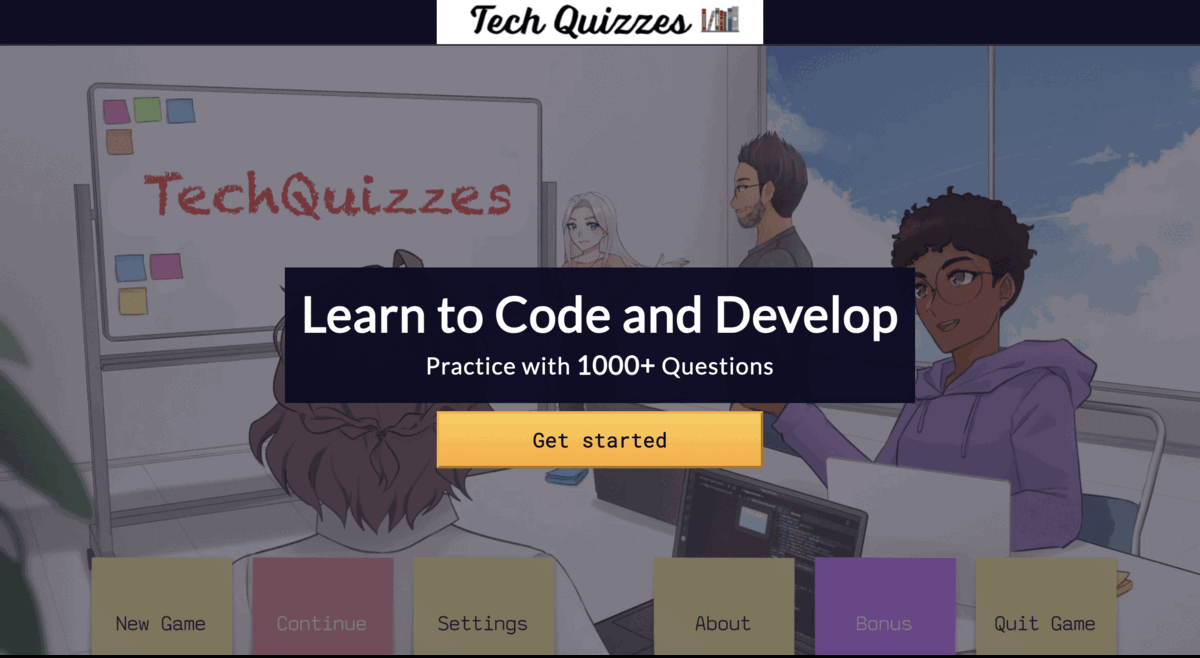 Tech Quizzes
TechQuizzes
Learn to Code and Develop
Practice with 1000+ Questions
Get started
New Game
Continue
Settings
About
Bonus
Quit Game